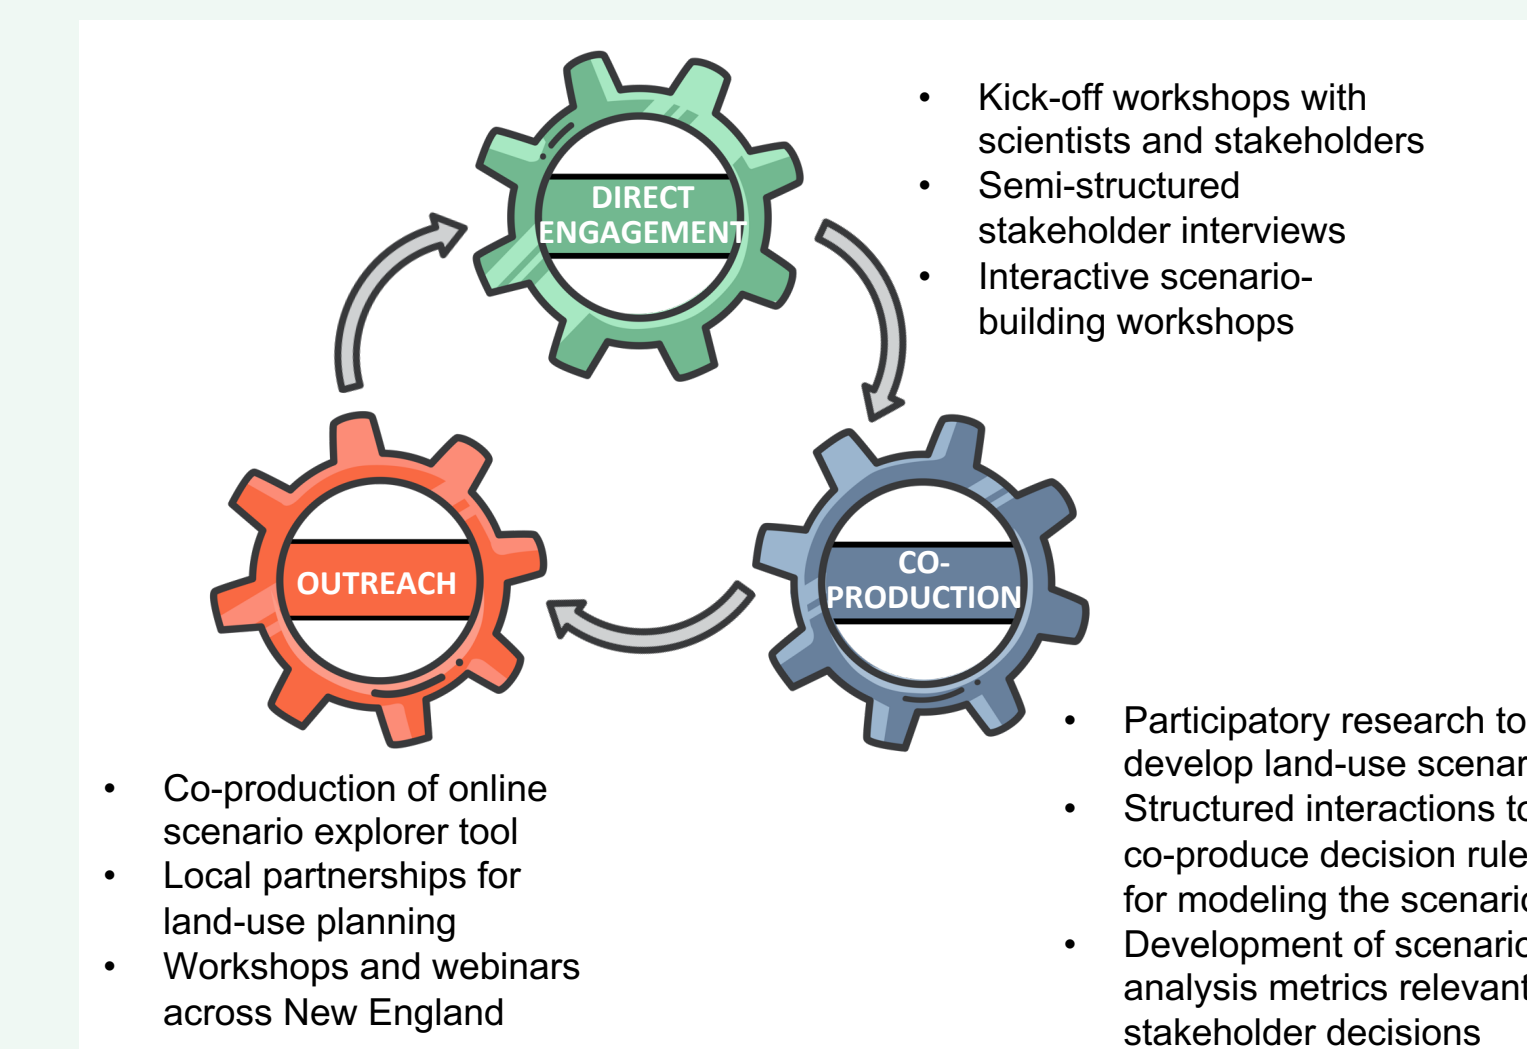 DIRECT
ENGAGEMENT
• Kick-off workshops with
scientists and stakeholders
• Semi-structured
stakeholder interviews
• Interactive scenario-
building workshops
OUTREACH
CO-
PRODUCTION
• Co-production of online
scenario explorer tool
• Local partnerships for
land-use planning
• Workshops and webinars
across New England
• Participatory research to
develop land-use
• Structured interactions
co-produce decision
for modeling the
• Development of
analysis metrics relevant
stakeholder decisions